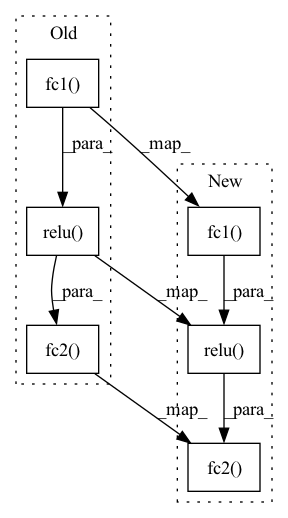 Old
fc1()
_para_
_map_
New
relu()
fc1()
_para_
_map_
_para_
fc2()
relu()
_map_
_para_
fc2()